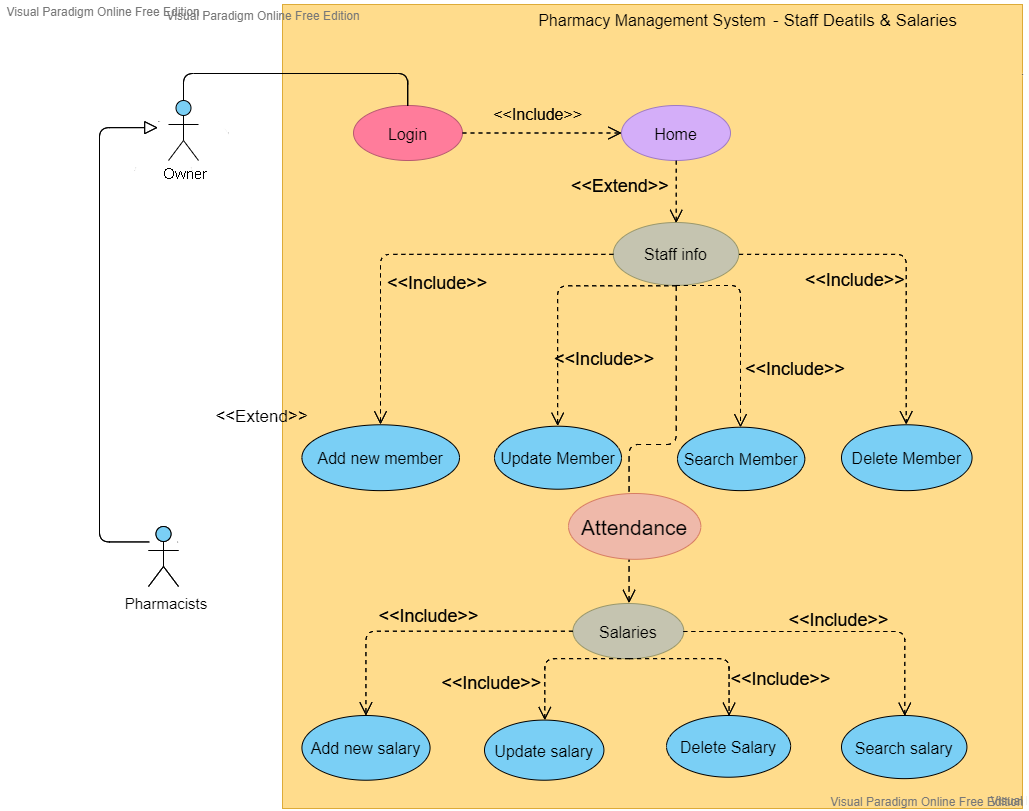 Visual Paradigm Online Free Edition
Visual Paradigm Online Free Edition
Pharmacy Management System - Staff Deatils & Salaries
Login
<<Include>>
Home
Owner
<<Extend>>
Staff info
<<Include>>
<<Include>>
<<Include>>
<<Include>>
<<Extend>>
Add new member
Update Member
Search Member
Delete Member
Attendance
Pharmacists
<<Include>>
<<Include>>
Salaries
<<Include>>
<<Include>>
Add new salary
Update salary
Delete Salary
Search salary
Visual Paradigm Online Free Edition
Visual